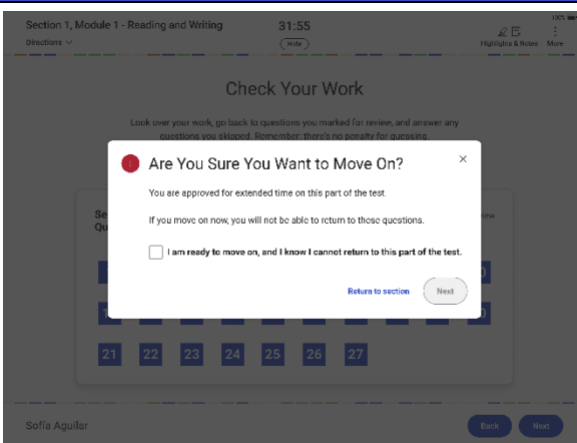 Section 1, Module 1 - Reading and Writing
31:55
100%
Directions
Hide
Highlights & Notes
More
Check Your Work
Look over your work, go back to questions you marked for review, and answer any
questions you skipped. Remember: there's no penalty for guessing.
Are You Sure You Want to Move On?
You are approved for extended time on this part of the test.
If you move on now, you will not be able to return to these questions.
I am ready to move on, and I know I cannot return to this part of the test.
Return to section
Next
21 22 23 24 25 26 27
Sofía Aguilar
Back
Next